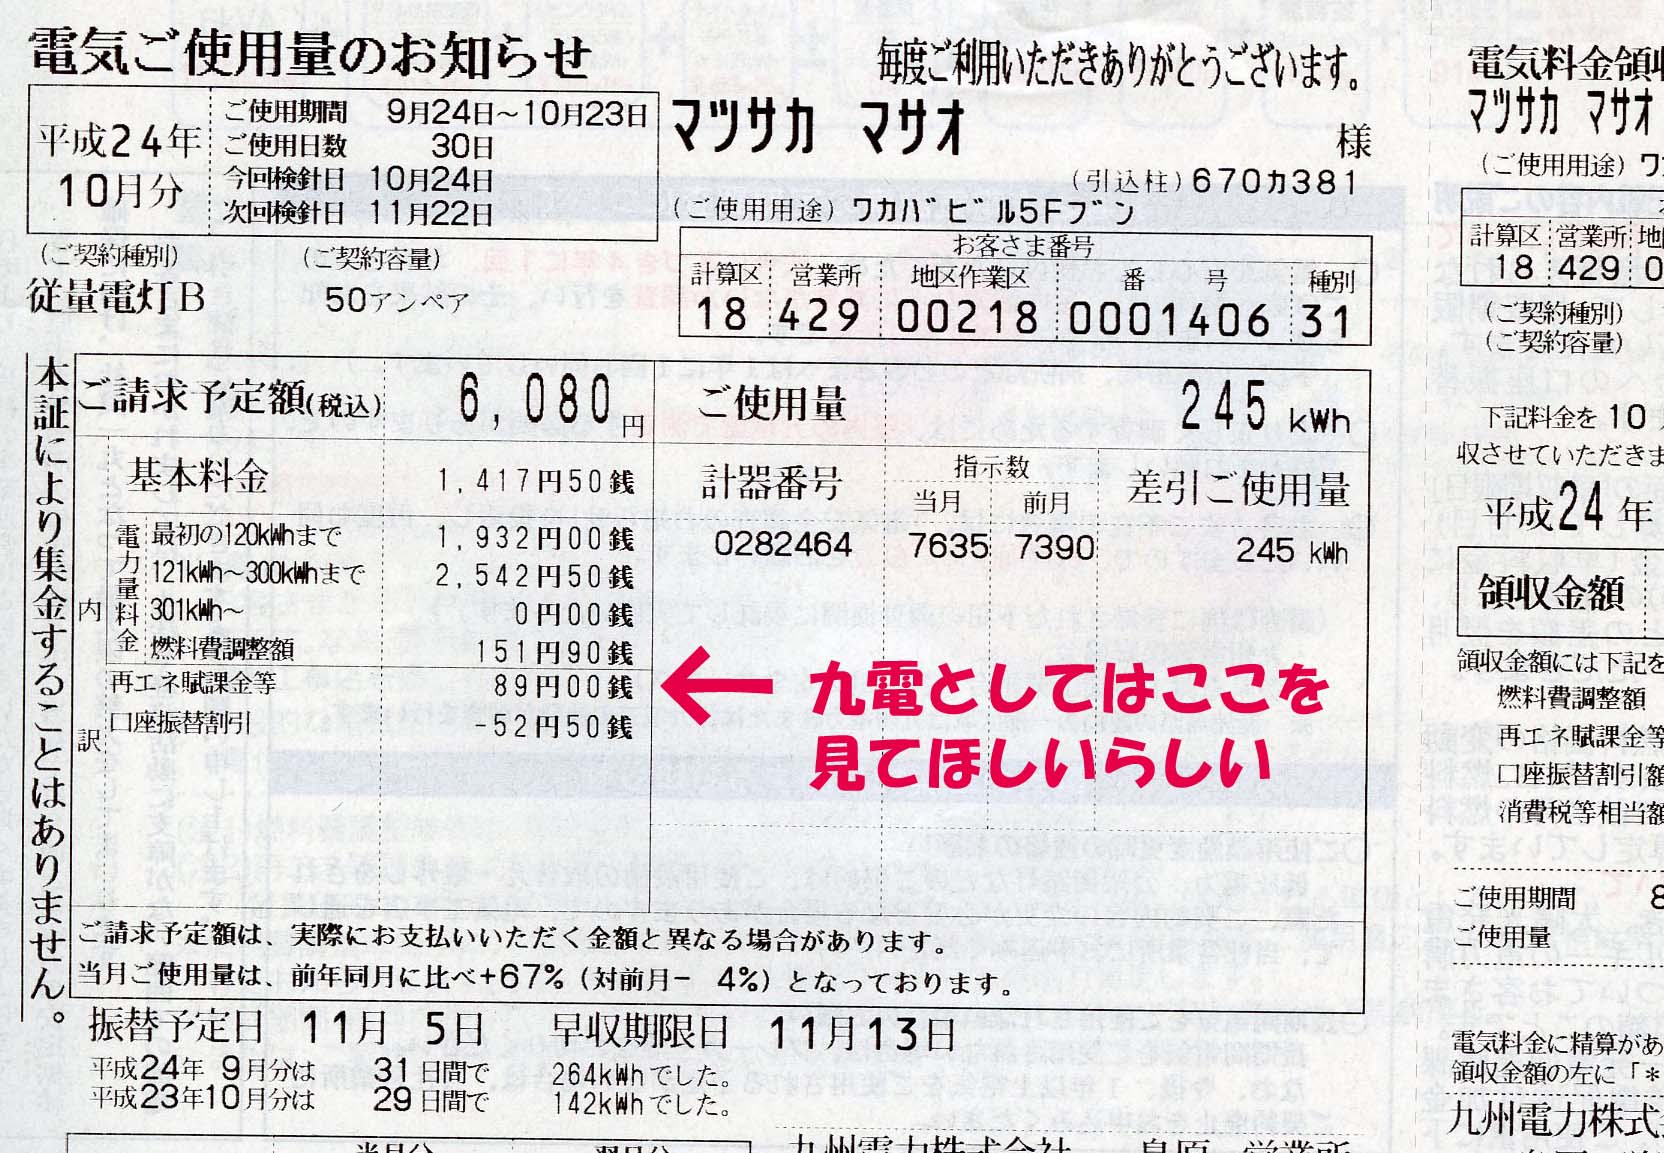 電気ご使用量のお知らせ
毎度ご利用いただきありがとうございます。
平成24年
10月分
ご使用期間 9月24日～10月23日
ご使用日数 30日
今回検針日 10月24日
次回検針日 11月22日
マツサカ マサオ 様
(引込柱)670カ381
(ご使用用途)ワカバビル5Fブン
(ご契約種別) (ご契約容量)
従量電灯B 50アンペア
お客さま番号
計算区 営業所 地区作業区 番号 種別
18 429 00218 0001406 31
本証により集金することはありません。
ご請求予定額(税込) 6,080円
ご使用量 245 kWh
内訳
基本料金 1,417円50銭
電力量料金
最初の120kWhまで 1,932円00銭
121kWh～300kWhまで 2,542円50銭
301kWh～ 0円00銭
燃料費調整額 151円90銭
再エネ賦課金等 89円00銭
口座振替割引 -52円50銭
計器番号 指示数 差引ご使用量
当月 前月
0282464 7635 7390 245 kWh
←九電としてはここを
見てほしいらしい
ご請求予定額は、実際にお支払いいただく金額と異なる場合があります。
当月ご使用量は、前年同月に比べ+67%(対前月- 4%)となっております。
振替予定日 11月 5日 早収期限日 11月13日
平成24年 9月分は 31日間で 264kWhでした。
平成23年10月分は 29日間で 142kWhでした。
九州電力株式会社 営業所
電気料金領収
マツサカ マサオ
(ご使用用途)ワ
計算区 営業所 地
18 429 0
(ご契約種別)
(ご契約容量)
下記料金を 10
収させていただきま
平成24年
領収金額
領収金額には下記を
燃料費調整額
再エネ賦課金等
口座振替割引額
消費税等相当額
ご使用期間 8
ご使用量
電気料金に精算があ
領収金額の左に「*
九州電力株式